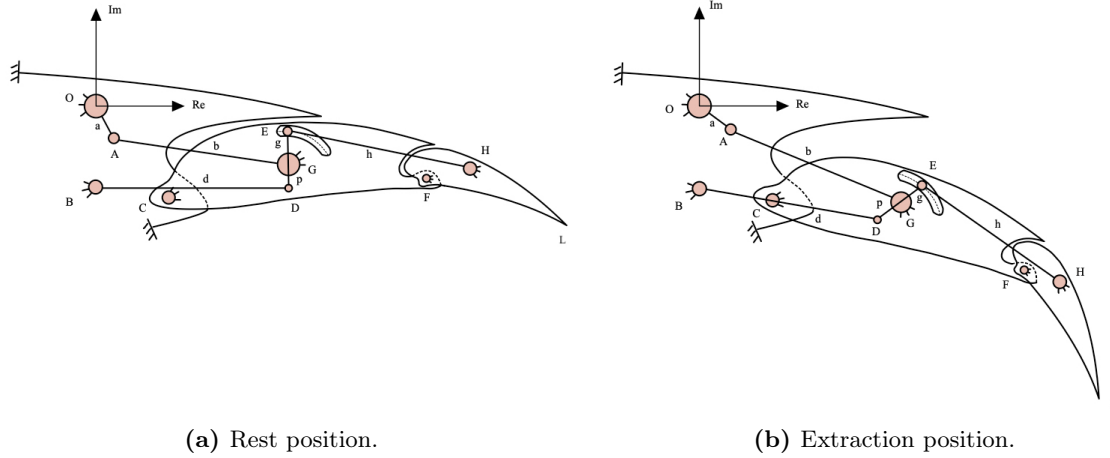 Im
O
Re
a
A
b
E
g
G
h
H
B
d
p
C
D
F
L
Im
O
Re
a
A
b
E
B
C
p
g
G
d
D
h
F
H
(a) Rest position.
(b) Extraction position.